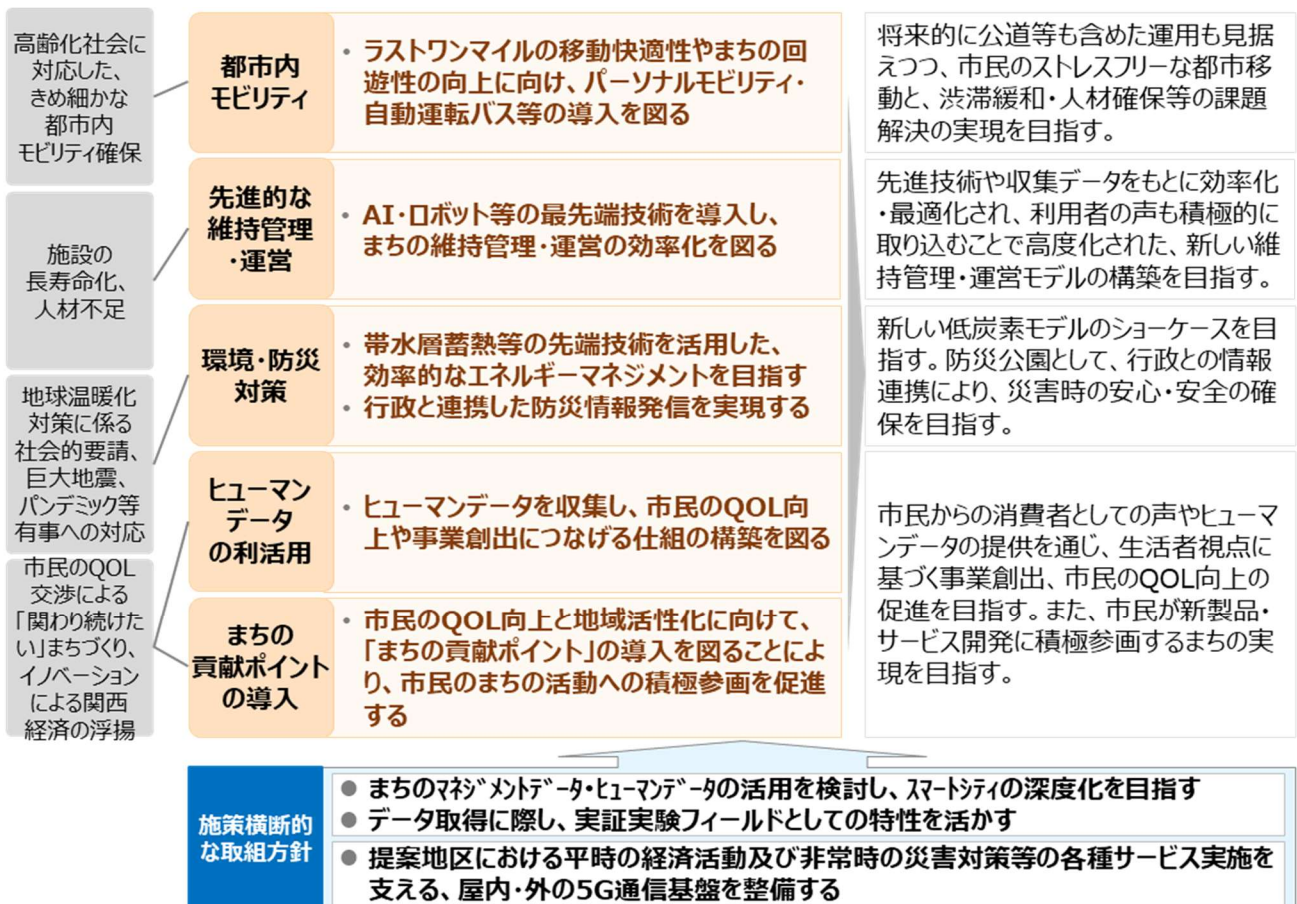 高齢化社会に
対応した、
きめ細かな
都市内
モビリティ確保
施設の
長寿命化、
人材不足
地球温暖化
対策に係る
社会的要請、
巨大地震、
パンデミック等
有事への対応
市民のQOL
交渉による
「関わり続けた
い」まちづくり、
イノベーション
による関西
経済の浮揚
都市内
モビリティ
・ラストワンマイルの移動快適性やまちの回
遊性の向上に向け、パーソナルモビリティ・
自動運転バス等の導入を図る
将来的に公道等も含めた運用も見据
えつつ、市民のストレスフリーな都市移
動と、渋滞緩和・人材確保等の課題
解決の実現を目指す。
先進的な
維持管理
・運営
・AI・ロボット等の最先端技術を導入し、
まちの維持管理・運営の効率化を図る
先進技術や収集データをもとに効率化
・最適化され、利用者の声も積極的に
取り込むことで高度化された、新しい維
持管理・運営モデルの構築を目指す。
環境・防災
対策
・帯水層蓄熱等の先端技術を活用した、
効率的なエネルギーマネジメントを目指す
・行政と連携した防災情報発信を実現する
新しい低炭素モデルのショーケースを目
指す。防災公園として、行政との情報
連携により、災害時の安心・安全の確
保を目指す。
ヒューマン
データ
の利活用
・ヒューマンデータを収集し、市民のQOL向
上や事業創出につなげる仕組の構築を図る
まちの
貢献ポイント
の導入
・市民のQOL向上と地域活性化に向けて、
「まちの貢献ポイント」の導入を図ることによ
り、市民のまちの活動への積極参画を促進
する
市民からの消費者としての声やヒューマ
ンデータの提供を通じ、生活者視点に
基づく事業創出、市民のQOL向上の
促進を目指す。また、市民が新製品・
サービス開発に積極参画するまちの実
現を目指す。
施策横断的
な取組方針
● まちのﾏﾈｼﾞﾒﾝﾄﾃﾞｰﾀ・ﾋｭｰﾏﾝﾃﾞｰﾀの活用を検討し、ｽﾏｰﾄｼﾃｨの深度化を目指す
● データ取得に際し、実証実験フィールドとしての特性を活かす
● 提案地区における平時の経済活動及び非常時の災害対策等の各種サービス実施を
支える、屋内・外の5G通信基盤を整備する